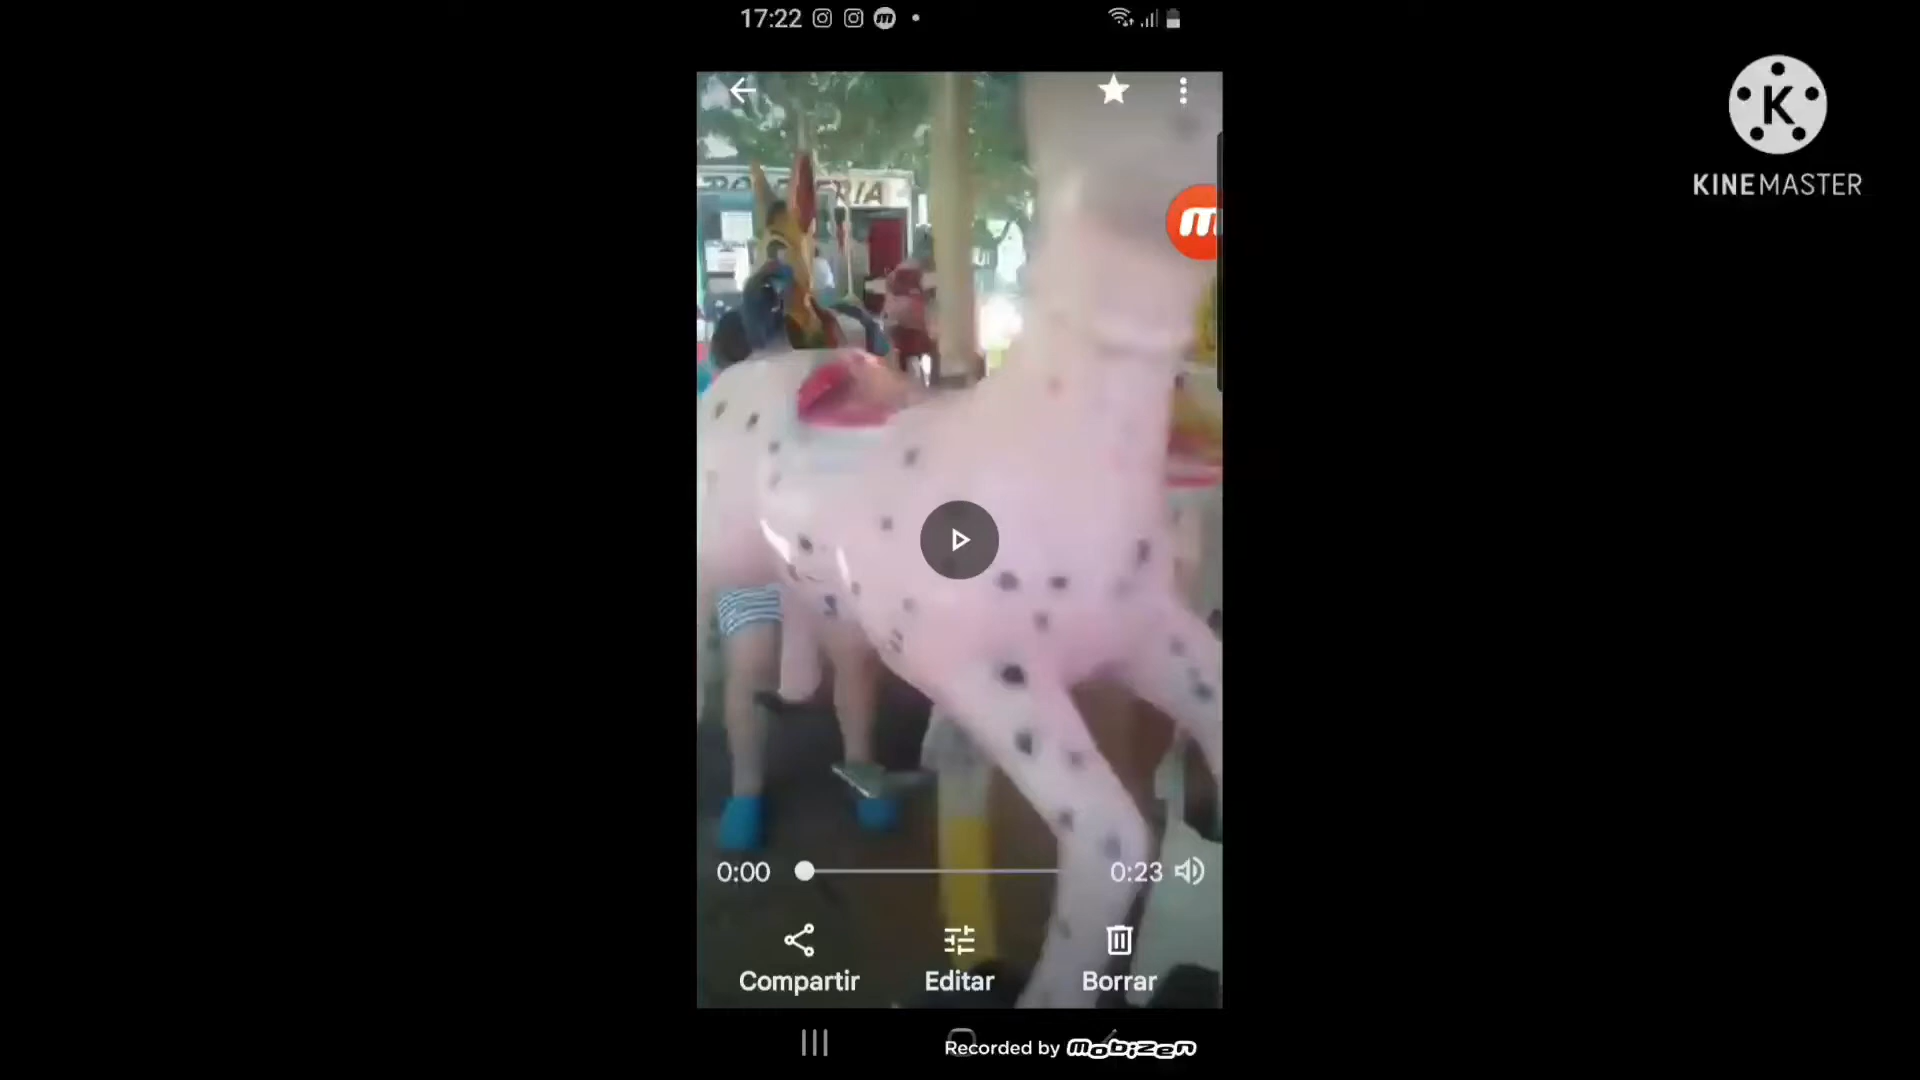 17:22
KINEMASTER
0:00
0:23
Compartir
Editar
Borrar
Recorded by mobizen